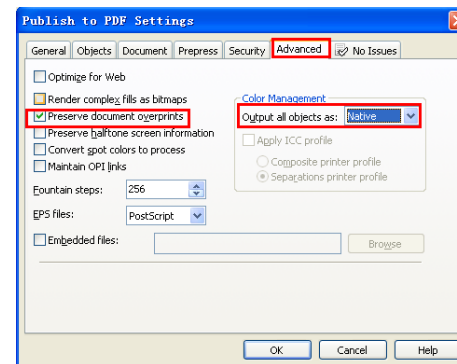 Publish to PDF Settings
General Objects Document Prepress Security Advanced No Issues
Optimize for Web
Render complex fills as bitmaps
Preserve document overprints
Preserve halftone screen information
Convert spot colors to process
Maintain OPI links
Fountain steps: 256
EPS files: PostScript
Embedded files: Browse
Color Management
Output all objects as: Native
Apply ICC profile
Composite printer profile
Separations printer profile
OK Cancel Help